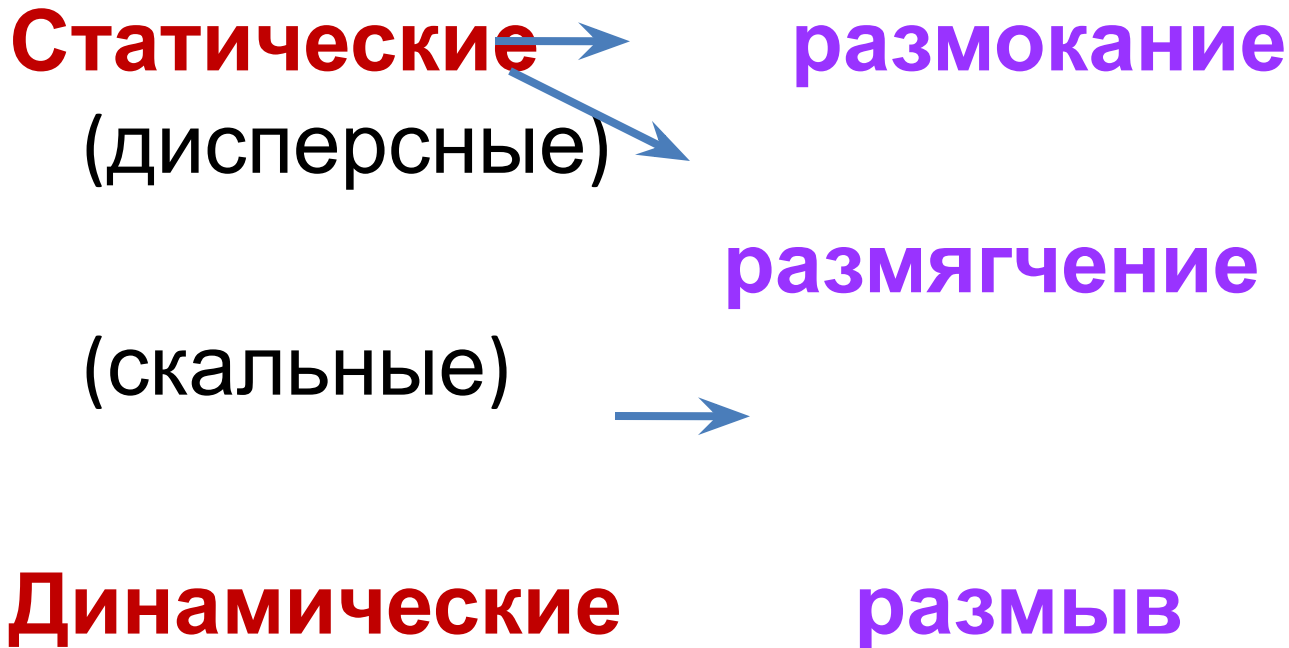 Статические размокание
(дисперсные)
размягчение
(скальные)
Динамические размыв